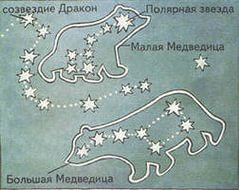 созвездие Дракон
Полярная звезда
Малая Медведица
Большая Медведица